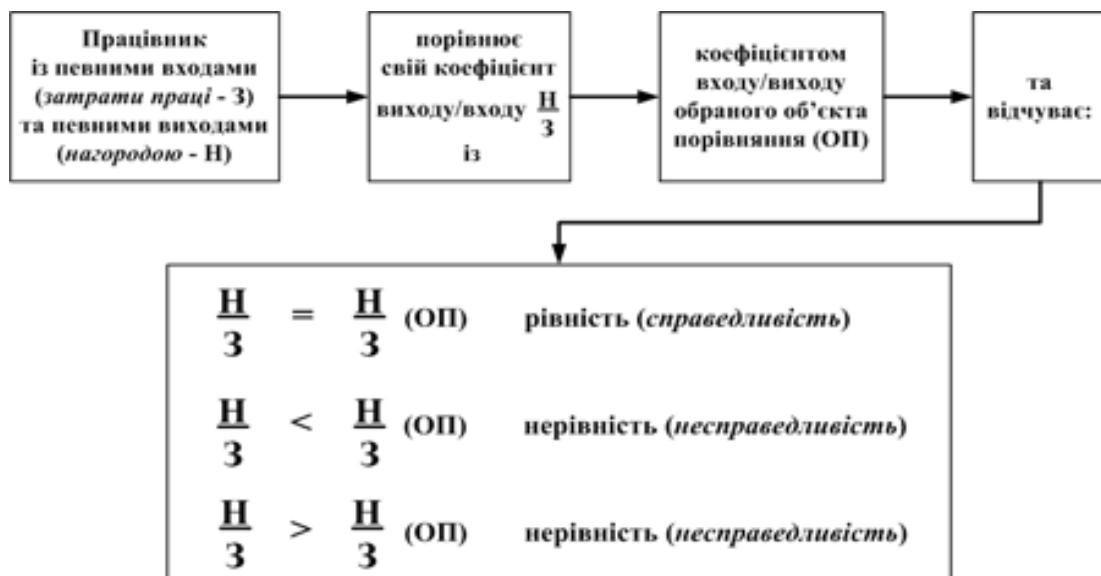 Працівник
із певними входами
(затрати праці - З)
та певними виходами
(нагородою - Н)
порівнює
свій коефіцієнт
виходу/входу Н/З
із
коефіцієнтом
входу/виходу
обраного об’єкта
порівняння (ОП)
та
відчуває:
Н/З = Н/З (ОП) рівність (справедливість)
Н/З < Н/З (ОП) нерівність (несправедливість)
Н/З > Н/З (ОП) нерівність (несправедливість)